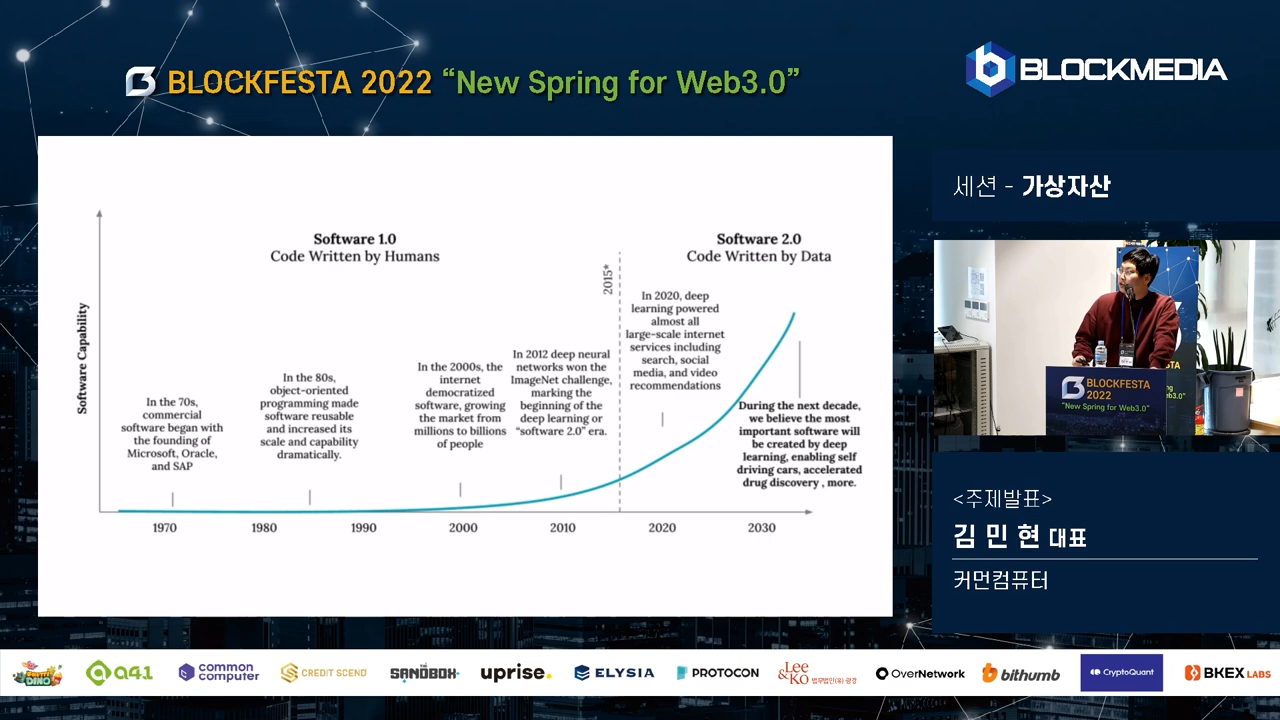 BLOCKFESTA 2022 “New Spring for Web3.0”
BLOCKMEDIA
세션 - 가상자산
Software 1.0
Code Written by Humans
Software 2.0
Code Written by Data
2015*
Software Capability
In the 70s,
commercial
software began with
the founding of
Microsoft, Oracle,
and SAP
In the 80s,
object-oriented
programming made
software reusable
and increased its
scale and capability
dramatically.
In the 2000s, the
internet
democratized
software, growing
the market from
millions to billions
of people
In 2012 deep neural
networks won the
ImageNet challenge,
marking the
beginning of the
deep learning or
“software 2.0” era.
In 2020, deep
learning powered
almost all
large-scale internet
services including
search, social
media, and video
recommendations
During the next decade,
we believe the most
important software will
be created by deep
learning, enabling self
driving cars, accelerated
drug discovery , more.
1970
1980
1990
2000
2010
2020
2030
BLOCKFESTA
2022
“New Spring for Web3.0”
<주제발표>
김 민 현 대표
커먼컴퓨터
DINO
a41
common
computer
CREDIT SCEND
THE
SANDBOX
uprise.
ELYSIA
PROTOCON
Lee
&Ko 법무법인(유) 광장
OverNetwork
bithumb
CryptoQuant
BKEX LABS